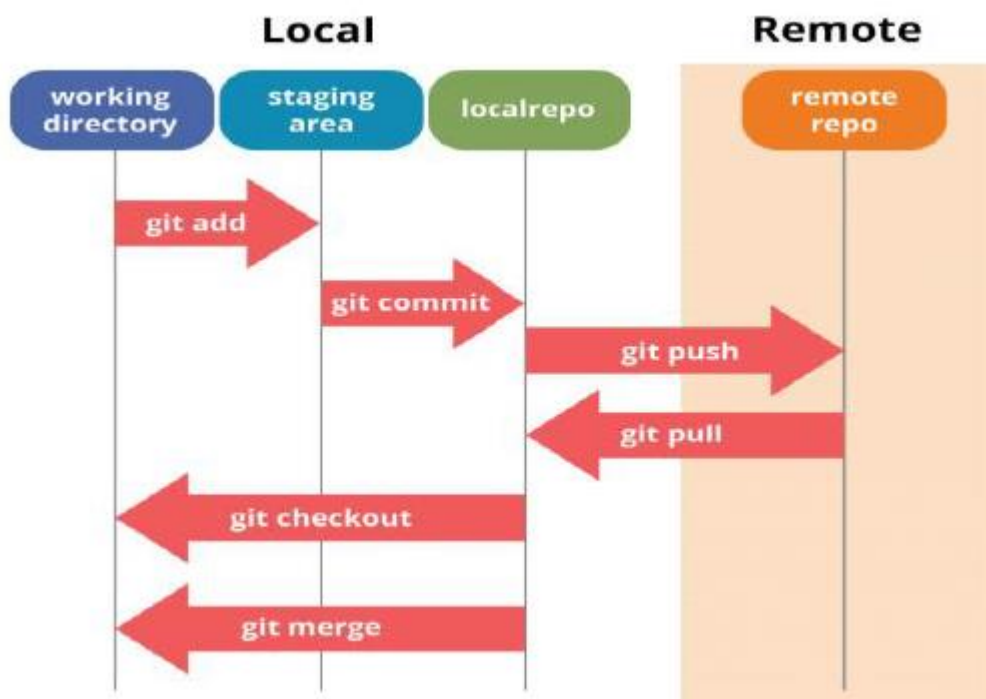 Local
Remote
working
directory
staging
area
localrepo
remote
repo
git add
git commit
git push
git pull
git checkout
git merge